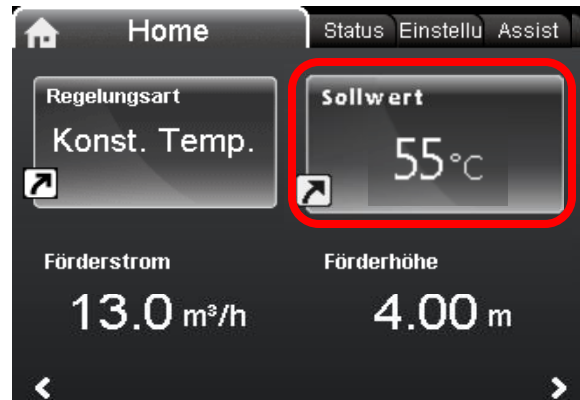 Home
Status Einstellu Assist
Regelungsart
Konst. Temp.
Sollwert
55°C
Förderstrom
13.0 m³/h
Förderhöhe
4.00 m